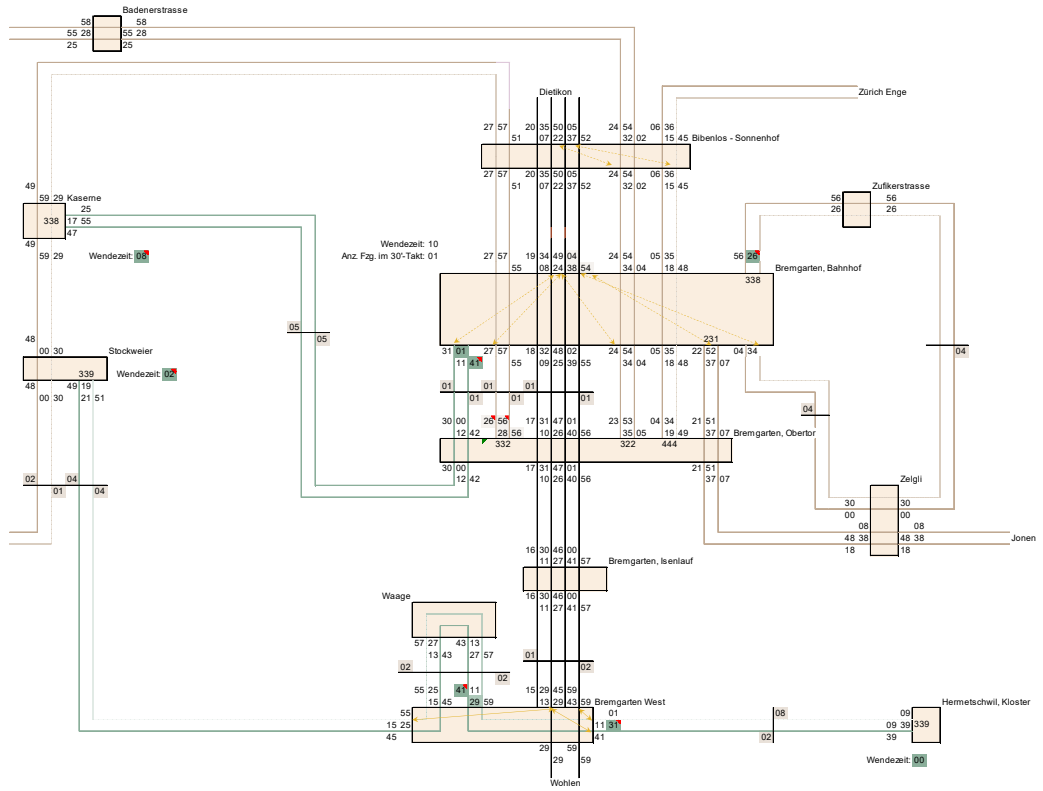 Badenerstrasse
58 58
55 28 55 28
25 25
Dietikon
Zürich Enge
27 57 20 35 50 05 24 54 06 36
51 07 22 37 52 32 02 15 45 Bibenlos - Sonnenhof
27 57 20 35 50 05 24 54 06 36
51 07 22 37 52 32 02 15 45
49
59 29 Kaserne
25
338 17 55
47
49
59 29 Wendezeit: 08
Zufikerstrasse
56 56
26 26
Wendezeit: 10
Anz. Fzg. im 30'-Takt: 01
27 57 19 34 49 04 24 54 05 35 56 26
55 08 24 38 54 34 04 18 48 Bremgarten, Bahnhof
338
231
31 01 27 57 18 32 48 02 24 54 05 35 22 52 04 34
11 41 09 25 39 55 34 04 18 48 37 07
05
05
04
48
00 30 Stockweier
339 Wendezeit: 02
48 49 19
00 30 21 51
01 01 01
01 01 01
04
30 00 26 56 17 31 47 01 23 53 04 34 21 51
12 42 28 56 10 26 40 56 35 05 19 49 37 07 Bremgarten, Obertor
332 322 444
30 00 17 31 47 01 21 51
12 42 10 26 40 56 37 07
02 04
01 04
Zelgli
30 30
00 00
08 08
48 38 48 38
18 18
Jonen
16 30 46 00
11 27 41 57 Bremgarten, Isenlauf
16 30 46 00
11 27 41 57
Waage
57 27 43 13
13 43 27 57
01
02 02 02
55 25 41 11 15 29 45 59
15 45 29 59 13 29 43 59 Bremgarten West
55 01
15 25 11 31
45 41
08
02
Hermetschwil, Kloster
09
09 39 339
39
29 59
29 59
Wendezeit: 00
Wohlen